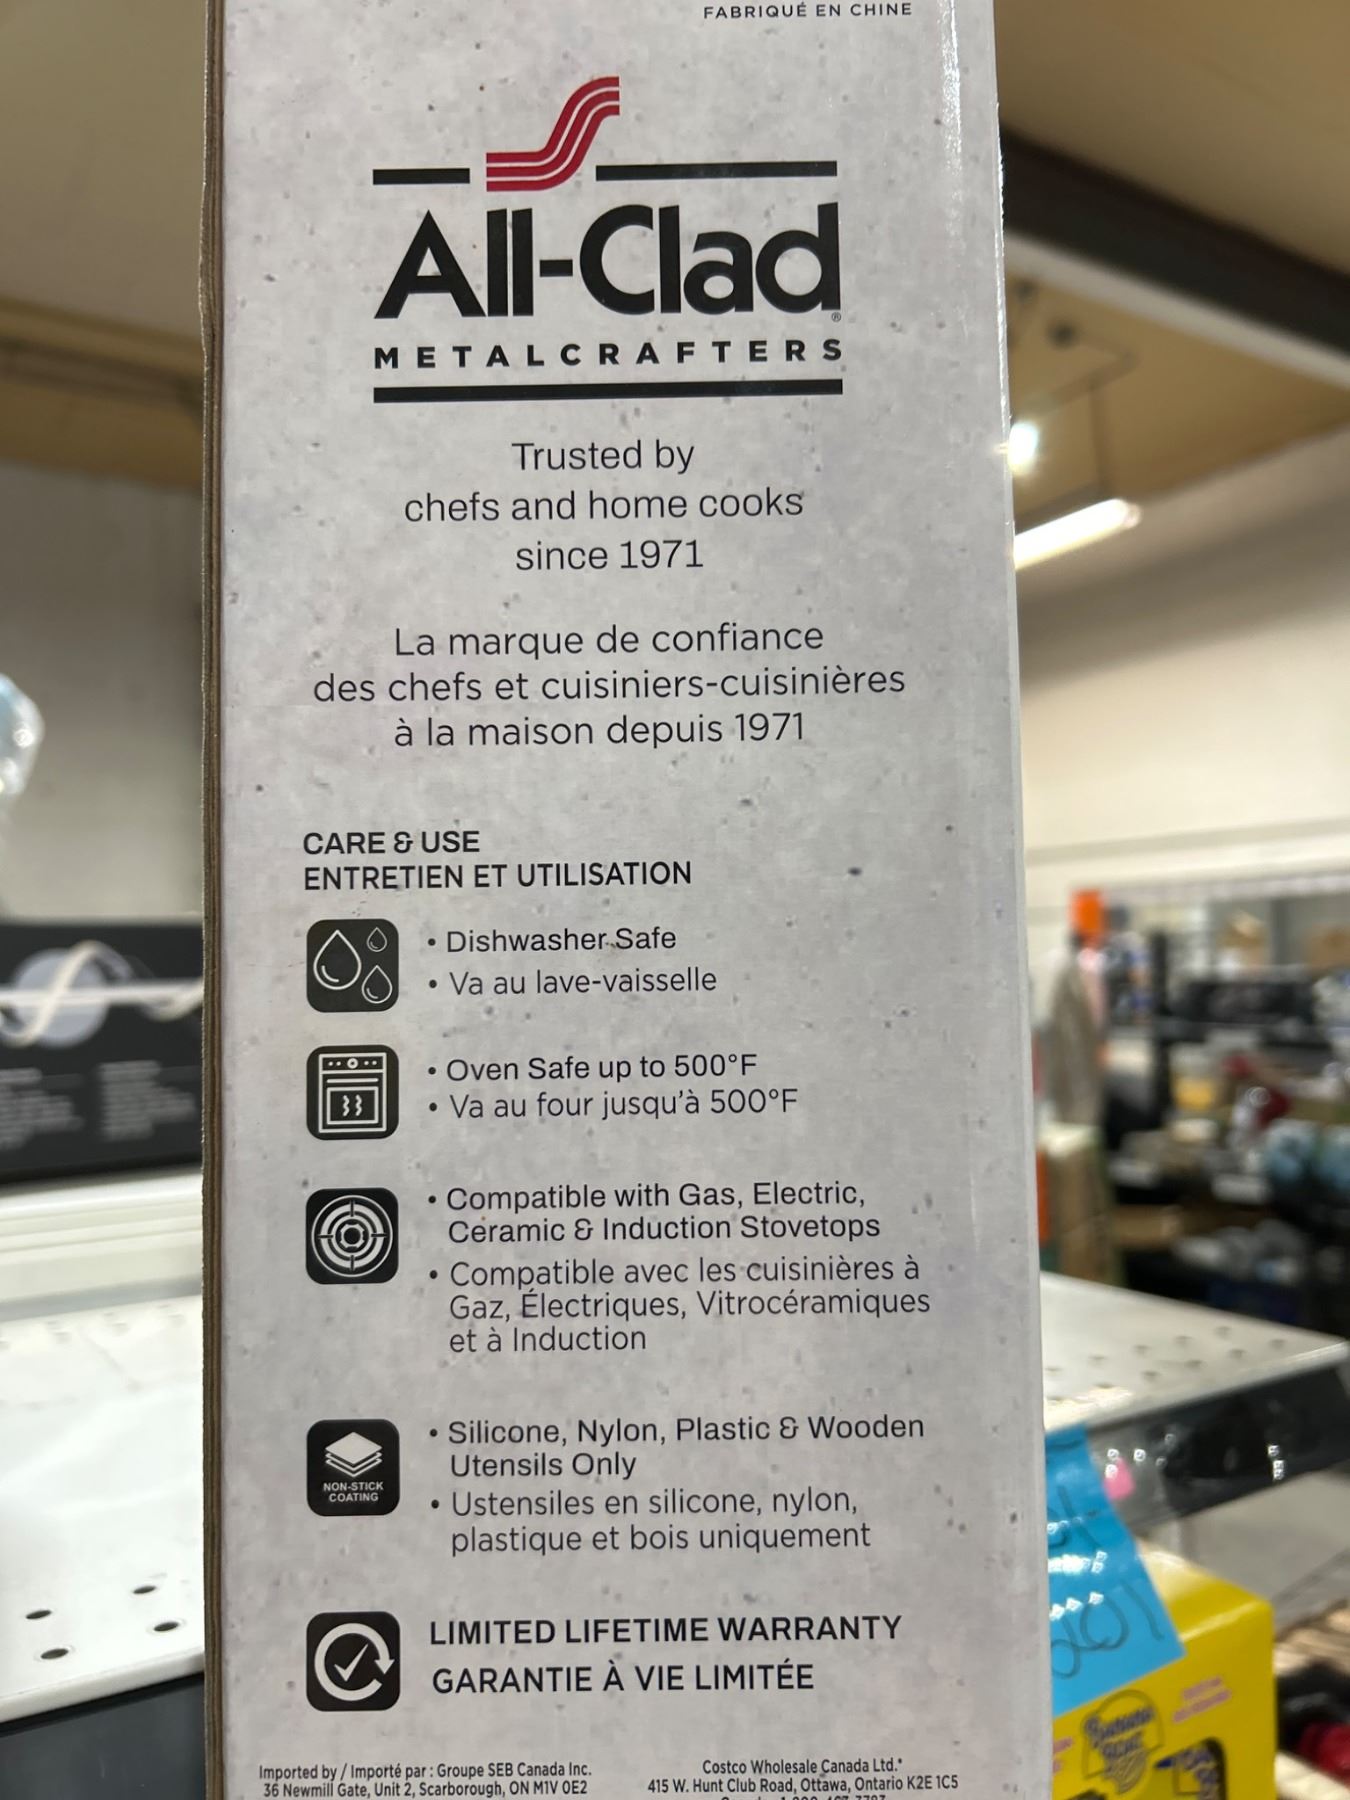 FABRIQUÉ EN CHINE
All-Clad®
METALCRAFTERS
Trusted by
chefs and home cooks
since 1971
La marque de confiance
des chefs et cuisiniers-cuisinières
à la maison depuis 1971
CARE & USE
ENTRETIEN ET UTILISATION
• Dishwasher Safe
• Va au lave-vaisselle
• Oven Safe up to 500°F
• Va au four jusqu'à 500°F
• Compatible with Gas, Electric,
Ceramic & Induction Stovetops
• Compatible avec les cuisinières à
Gaz, Électriques, Vitrocéramiques
et à Induction
NON-STICK
COATING
• Silicone, Nylon, Plastic & Wooden
Utensils Only
• Ustensiles en silicone, nylon,
plastique et bois uniquement
LIMITED LIFETIME WARRANTY
GARANTIE À VIE LIMITÉE
Imported by / Importé par : Groupe SEB Canada Inc.
36 Newmill Gate, Unit 2, Scarborough, ON M1V 0E2
Costco Wholesale Canada Ltd.*
415 W. Hunt Club Road, Ottawa, Ontario K2E 1C5